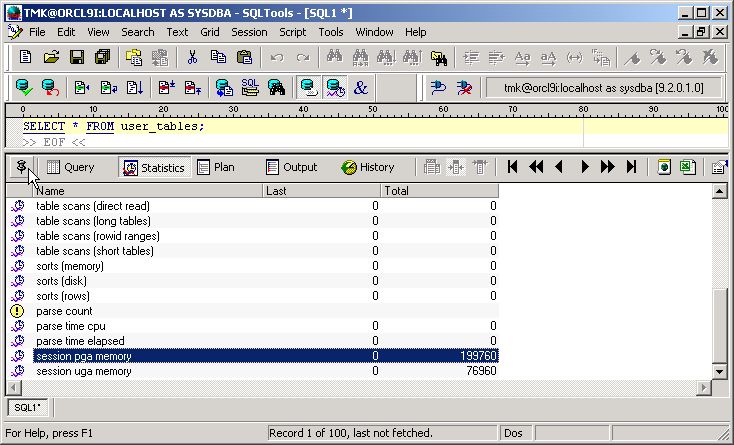 TMK@ORCL9I:LOCALHOST AS SYSDBA - SQLTools - [SQL1 *]
File Edit View Search Text Grid Session Script Tools Window Help
SQL & tmk@orcl9i:localhost as sysdba [9.2.0.1.0]
0 10 20 30 40 50 60 70 80 90 100
SELECT * FROM user_tables;
>> EOF <<
Query Statistics Plan Output History
Name Last Total
table scans (direct read) 0 0
table scans (long tables) 0 0
table scans (rowid ranges) 0 0
table scans (short tables) 0 0
sorts (memory) 0 0
sorts (disk) 0 0
sorts (rows) 0 0
parse count
parse time cpu 0 0
parse time elapsed 0 0
session pga memory 0 199760
session uga memory 0 76960
SQL1*
For Help, press F1 Record 1 of 100, last not fetched. Dos